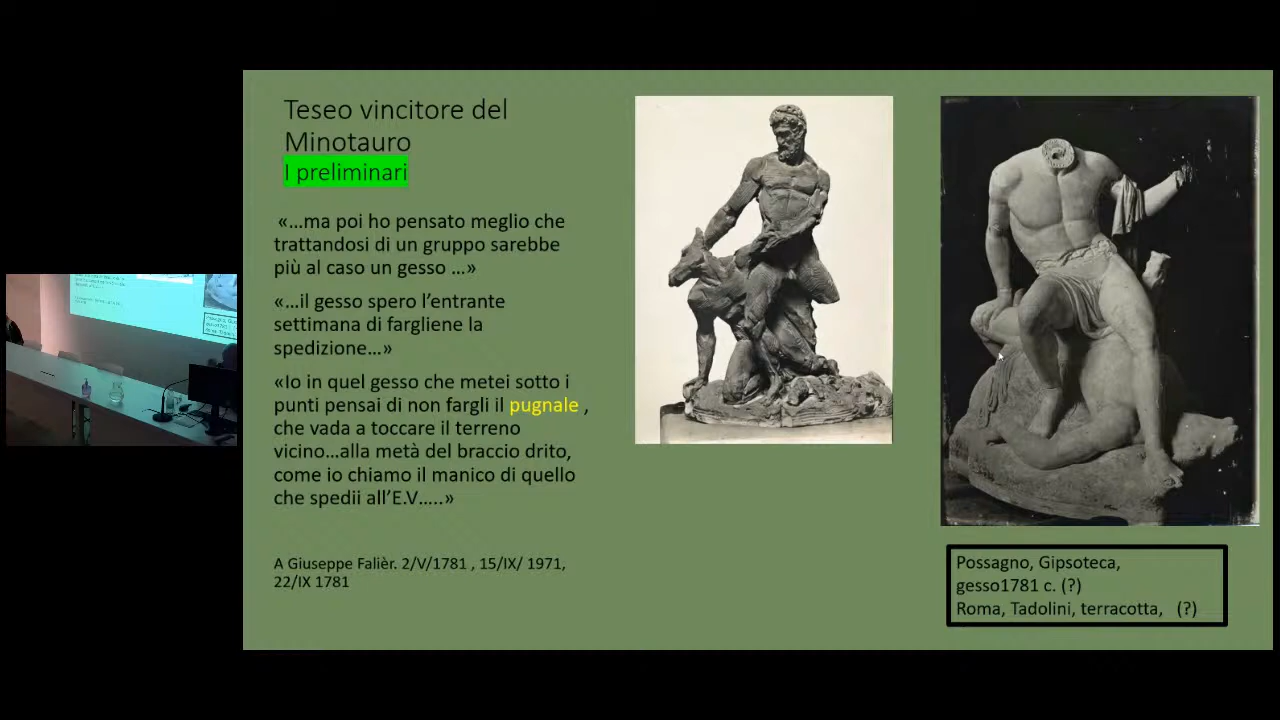 Teseo vincitore del
Minotauro
I preliminari
«...ma poi ho pensato meglio che
trattandosi di un gruppo sarebbe
più al caso un gesso ...»
«...il gesso spero l'entrante
settimana di fargliene la
spedizione...»
«Io in quel gesso che metei sotto i
punti pensai di non fargli il pugnale ,
che vada a toccare il terreno
vicino...alla metà del braccio drito,
come io chiamo il manico di quello
che spedii all'E.V.....»
A Giuseppe Falièr. 2/V/1781 , 15/IX/ 1971,
22/IX 1781
Possagno, Gipsoteca,
gesso1781 c. (?)
Roma, Tadolini, terracotta, (?)